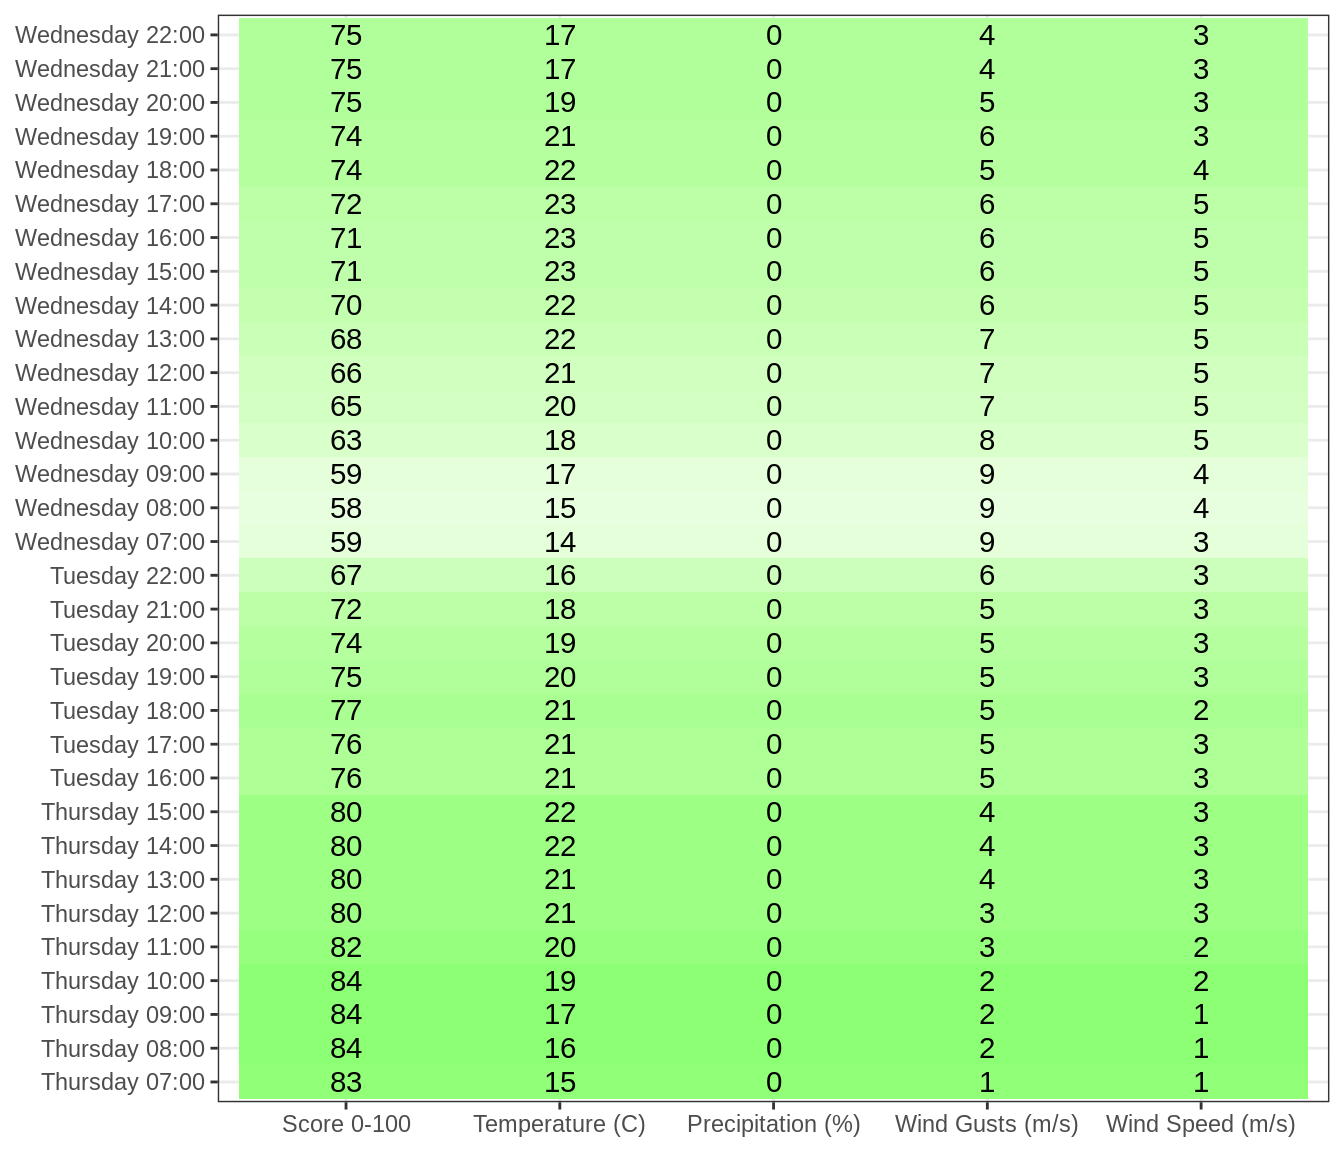 Wednesday 22:00 75 17 0 4 3
Wednesday 21:00 75 17 0 4 3
Wednesday 20:00 75 19 0 5 3
Wednesday 19:00 74 21 0 6 3
Wednesday 18:00 74 22 0 5 4
Wednesday 17:00 72 23 0 6 5
Wednesday 16:00 71 23 0 6 5
Wednesday 15:00 71 23 0 6 5
Wednesday 14:00 70 22 0 6 5
Wednesday 13:00 68 22 0 7 5
Wednesday 12:00 66 21 0 7 5
Wednesday 11:00 65 20 0 7 5
Wednesday 10:00 63 18 0 8 5
Wednesday 09:00 59 17 0 9 4
Wednesday 08:00 58 15 0 9 4
Wednesday 07:00 59 14 0 9 3
Tuesday 22:00 67 16 0 6 3
Tuesday 21:00 72 18 0 5 3
Tuesday 20:00 74 19 0 5 3
Tuesday 19:00 75 20 0 5 3
Tuesday 18:00 77 21 0 5 2
Tuesday 17:00 76 21 0 5 3
Tuesday 16:00 76 21 0 5 3
Thursday 15:00 80 22 0 4 3
Thursday 14:00 80 22 0 4 3
Thursday 13:00 80 21 0 4 3
Thursday 12:00 80 21 0 3 3
Thursday 11:00 82 20 0 3 2
Thursday 10:00 84 19 0 2 2
Thursday 09:00 84 17 0 2 1
Thursday 08:00 84 16 0 2 1
Thursday 07:00 83 15 0 1 1
Score 0-100 Temperature (C) Precipitation (%) Wind Gusts (m/s) Wind Speed (m/s)